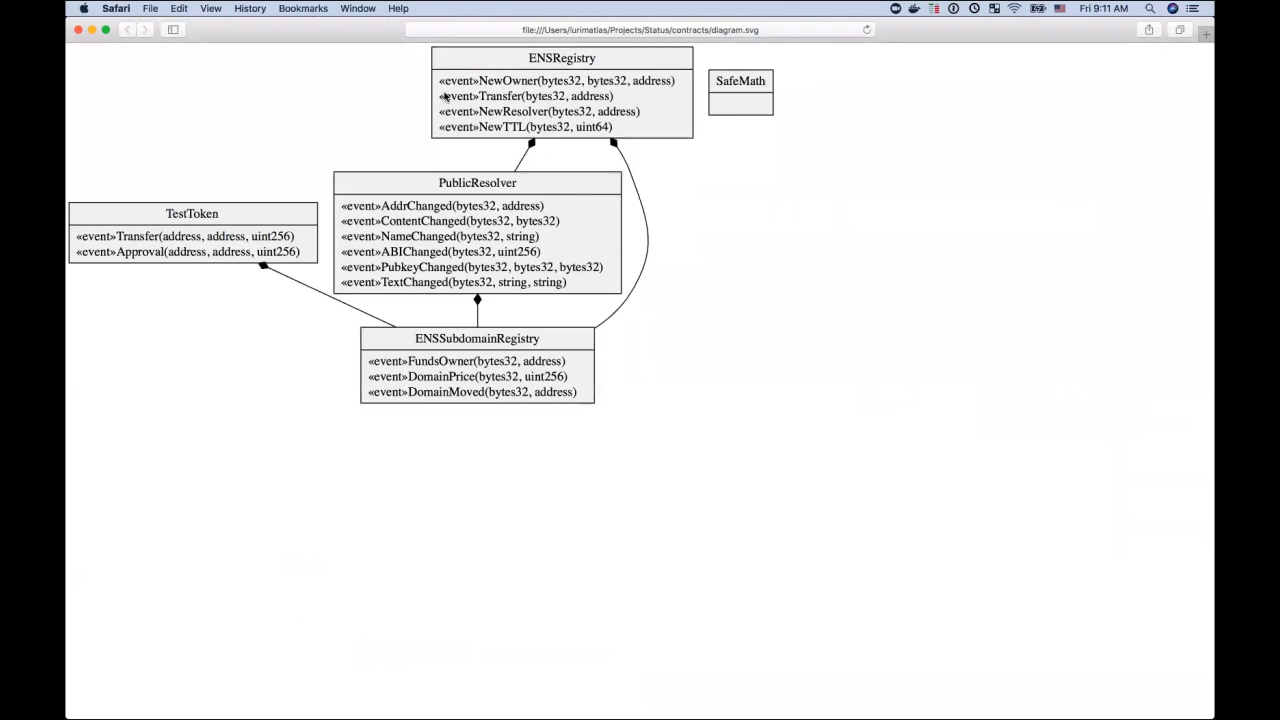 Safari File Edit View History Bookmarks Window Help Fri 9:11 AM
file:///Users/iurimatias/Projects/Status/contracts/diagram.svg
ENSRegistry
«event»NewOwner(bytes32, bytes32, address)
«event»Transfer(bytes32, address)
«event»NewResolver(bytes32, address)
«event»NewTTL(bytes32, uint64)
SafeMath
PublicResolver
«event»AddrChanged(bytes32, address)
«event»ContentChanged(bytes32, bytes32)
«event»NameChanged(bytes32, string)
«event»ABIChanged(bytes32, uint256)
«event»PubkeyChanged(bytes32, bytes32, bytes32)
«event»TextChanged(bytes32, string, string)
TestToken
«event»Transfer(address, address, uint256)
«event»Approval(address, address, uint256)
ENSSubdomainRegistry
«event»FundsOwner(bytes32, address)
«event»DomainPrice(bytes32, uint256)
«event»DomainMoved(bytes32, address)